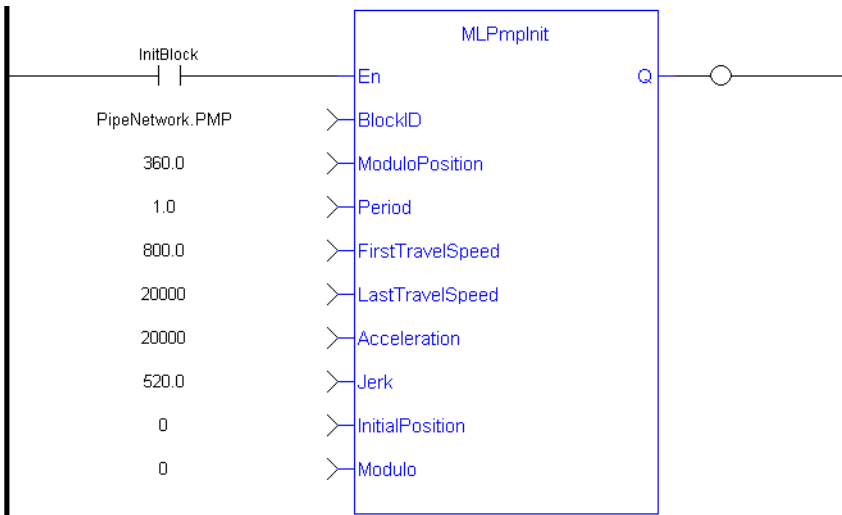 MLPmpInit
InitBlock
En Q
PipeNetwork.PMP BlockID
360.0 ModuloPosition
1.0 Period
800.0 FirstTravelSpeed
20000 LastTravelSpeed
20000 Acceleration
520.0 Jerk
0 InitialPosition
0 Modulo